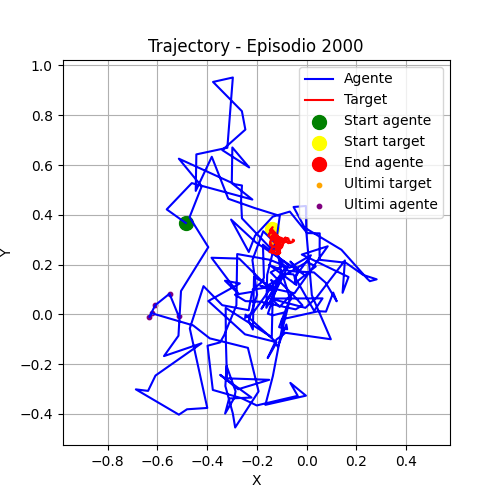 Trajectory - Episodio 2000
Agente
Target
Start agente
Start target
End agente
Ultimi target
Ultimi agente
1.0
0.8
0.6
0.4
0.2
0.0
−0.2
−0.4
Y
−0.8
−0.6
−0.4
−0.2
0.0
0.2
0.4
X